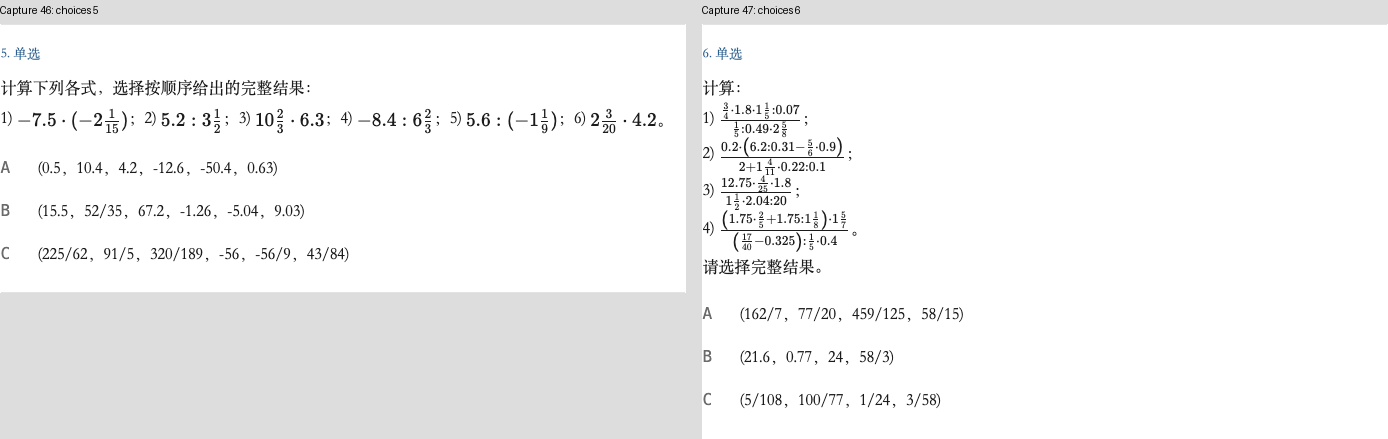 Capture 46: choices 5
5. 单选
计算下列各式，选择按顺序给出的完整结果：
1) −7.5 · (−2 1/15)； 2) 5.2 : 3 1/2； 3) 10 2/3 · 6.3； 4) −8.4 : 6 2/3； 5) 5.6 : (−1 1/9)； 6) 2 3/20 · 4.2。
A (0.5，10.4，4.2，-12.6，-50.4，0.63)
B (15.5，52/35，67.2，-1.26，-5.04，9.03)
C (225/62，91/5，320/189，-56，-56/9，43/84)
Capture 47: choices 6
6. 单选
计算：
1) (3/4·1.8·1 1/5:0.07)/(1/5:0.49·2 5/8)；
2) (0.2·(6.2:0.31−5/6·0.9))/(2+1 4/11·0.22:0.1)；
3) (12.75·4/25·1.8)/(1 1/2·2.04:20)；
4) ((1.75·2/5+1.75:1 1/8)·1 5/7)/((17/40−0.325):1/5·0.4)。
请选择完整结果。
A (162/7，77/20，459/125，58/15)
B (21.6，0.77，24，58/3)
C (5/108，100/77，1/24，3/58)